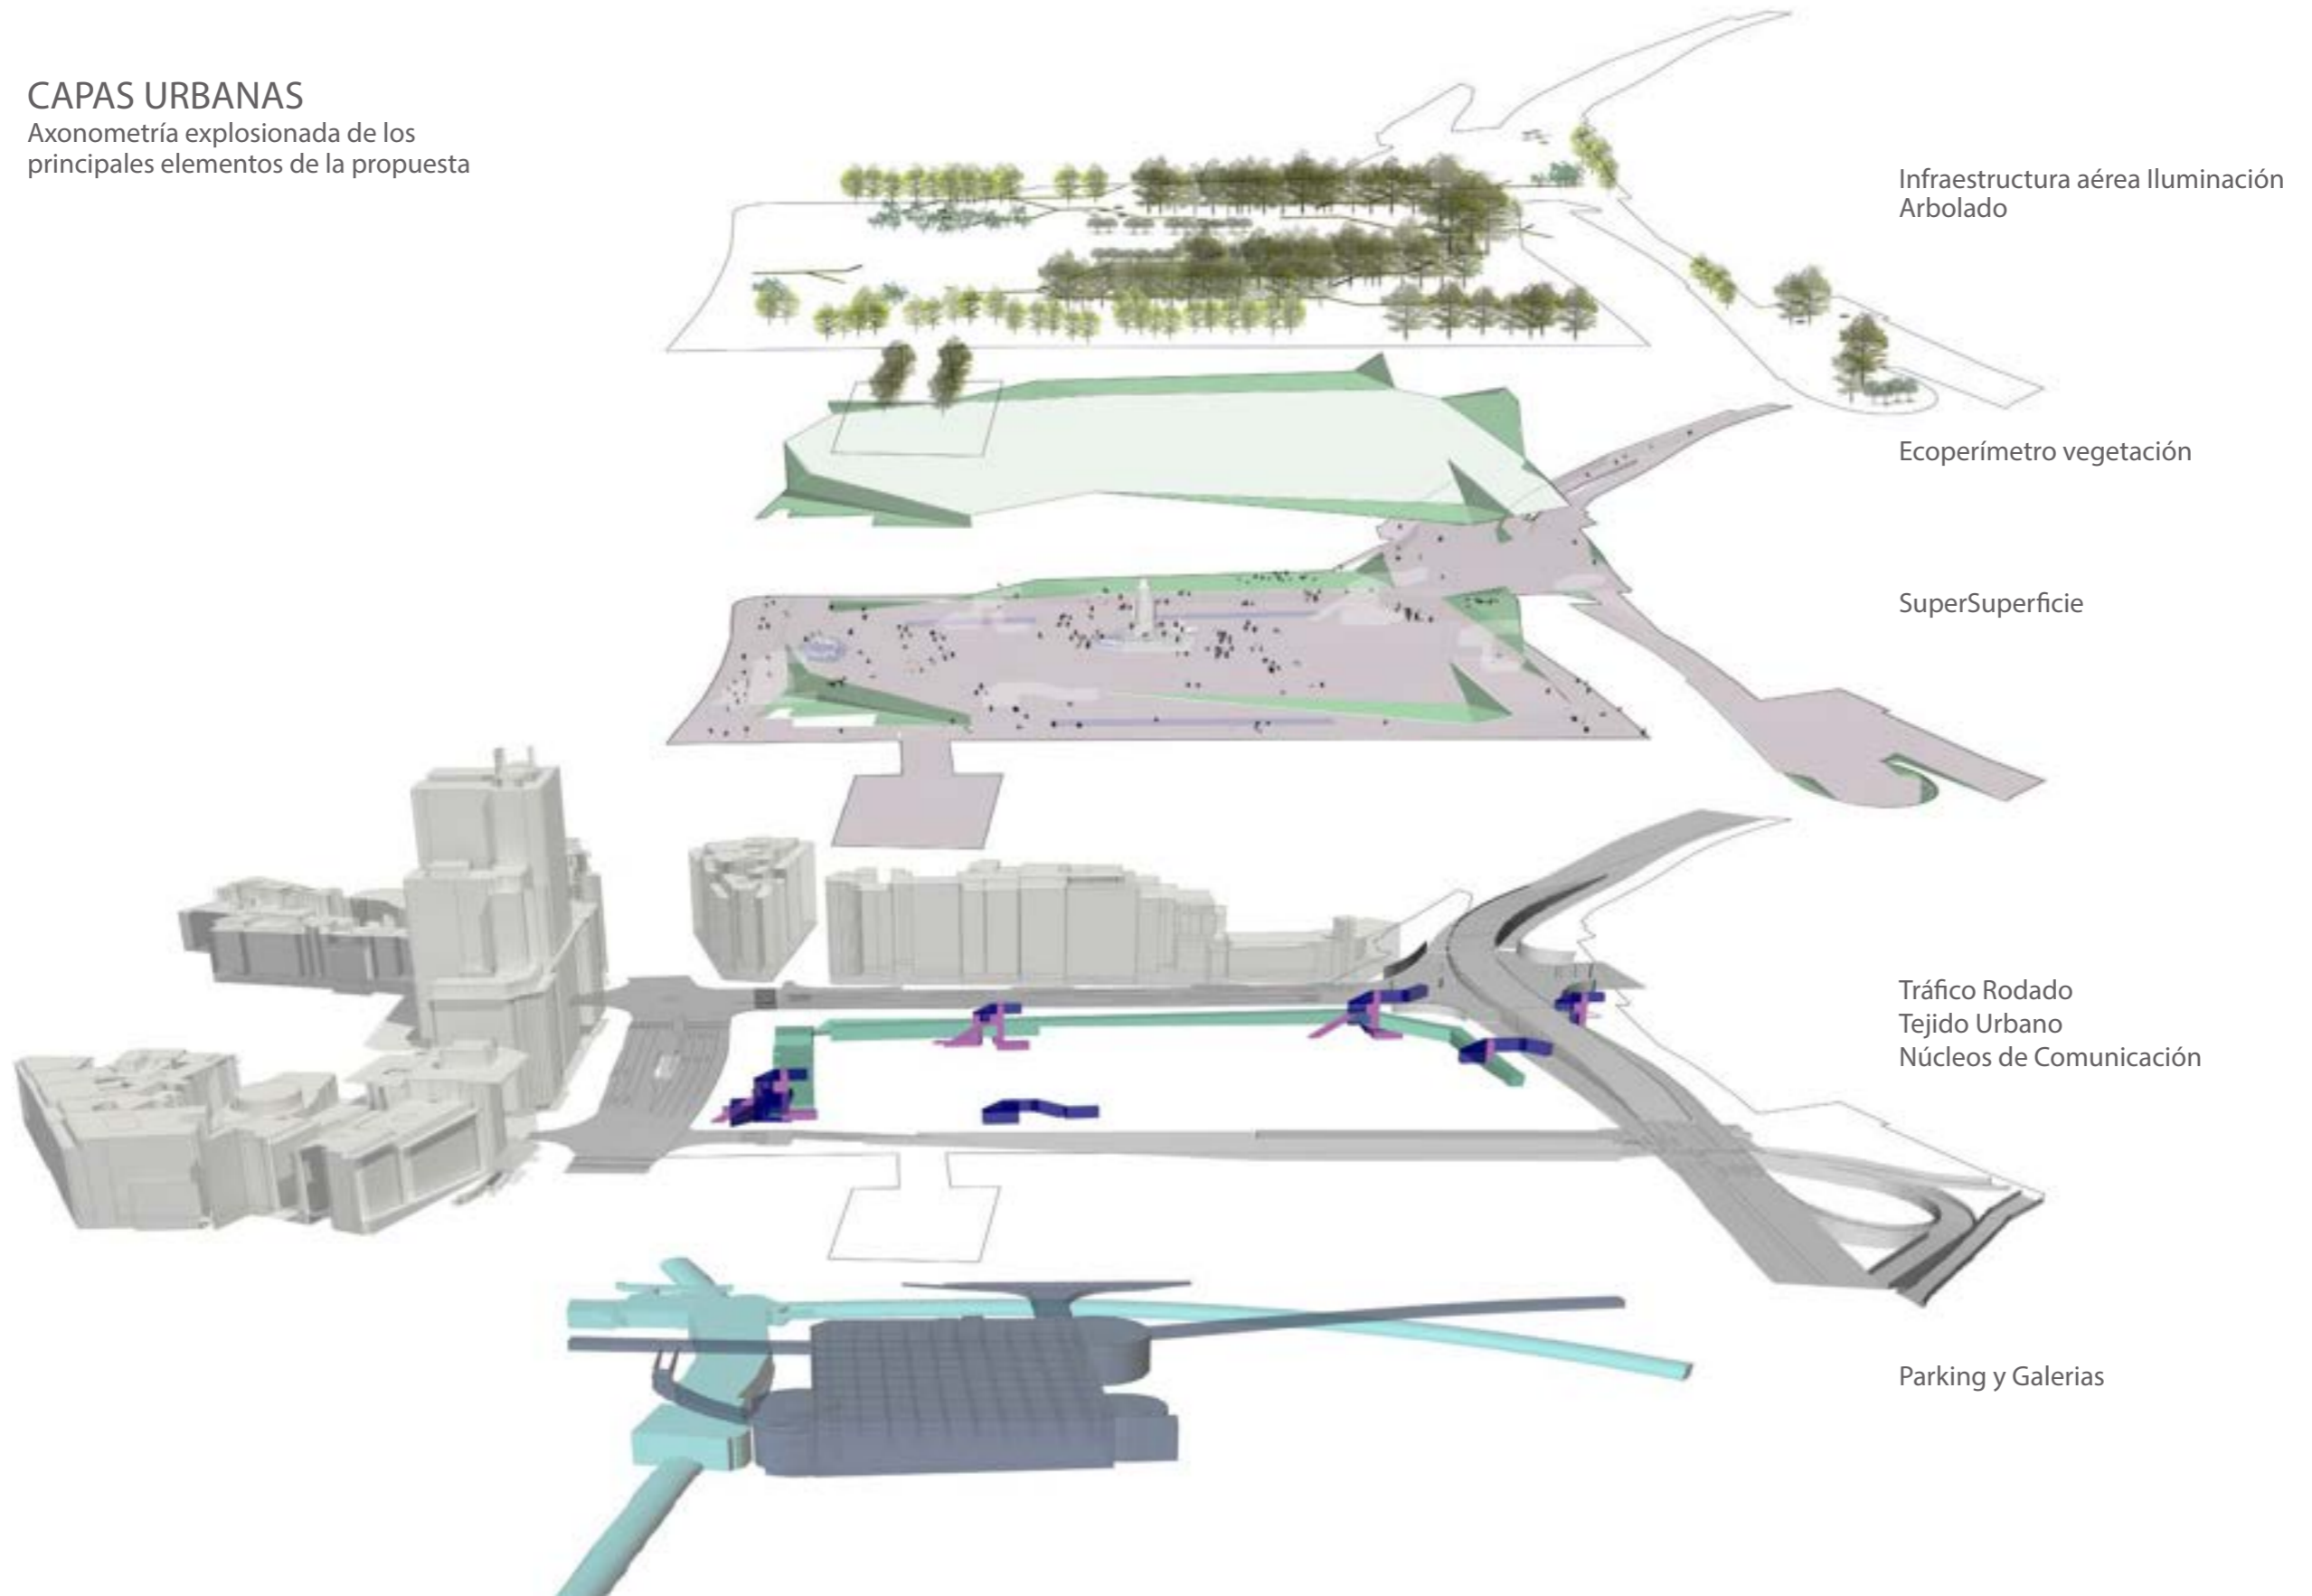 CAPAS URBANAS
Axonometría explosionada de los
principales elementos de la propuesta
Infraestructura aérea Iluminación
Arbolado
Ecoperímetro vegetación
SuperSuperficie
Tráfico Rodado
Tejido Urbano
Núcleos de Comunicación
Parking y Galerias